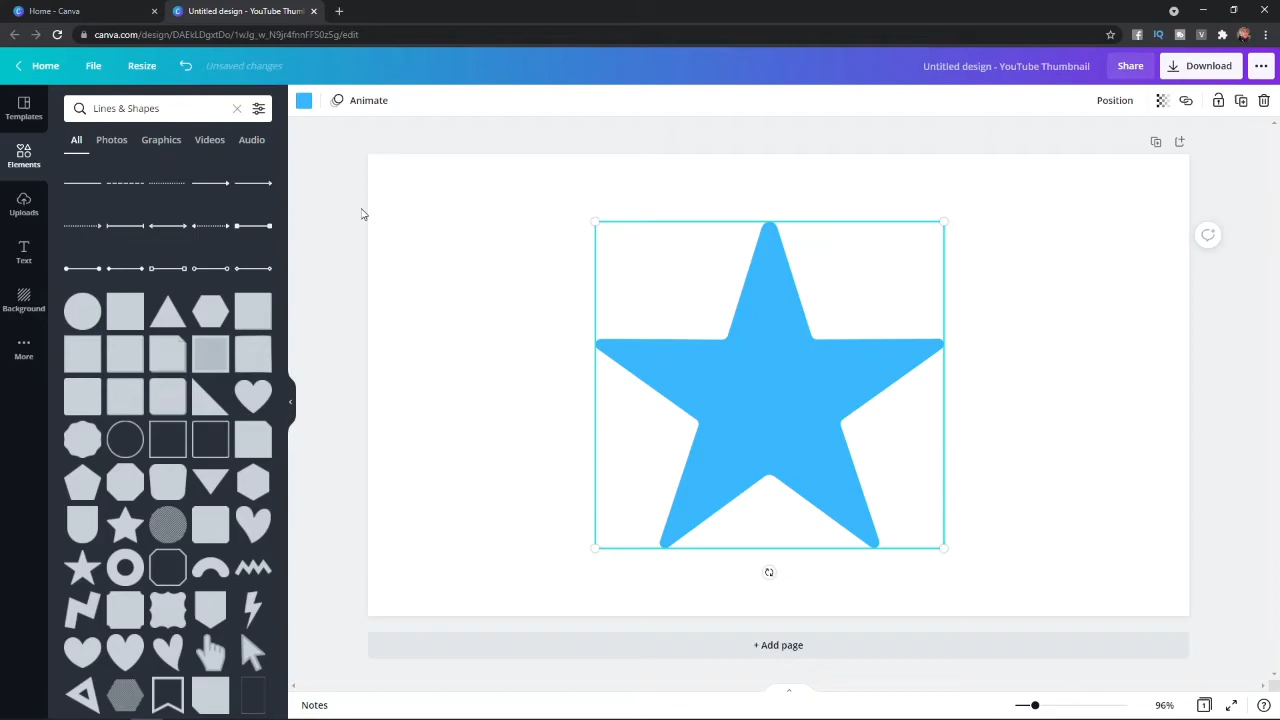 Home - Canva
Untitled design - YouTube Thumb
canva.com/design/DAEkLDgxtDo/1wJg_w_N9jr4fnnFFS0zSg/edit
Home
File
Resize
Unsaved changes
Untitled design - YouTube Thumbnail
Share
Download
Templates
Elements
Uploads
Text
Background
More
Lines & Shapes
All
Photos
Graphics
Videos
Audio
Animate
Position
+ Add page
Notes
96%
1